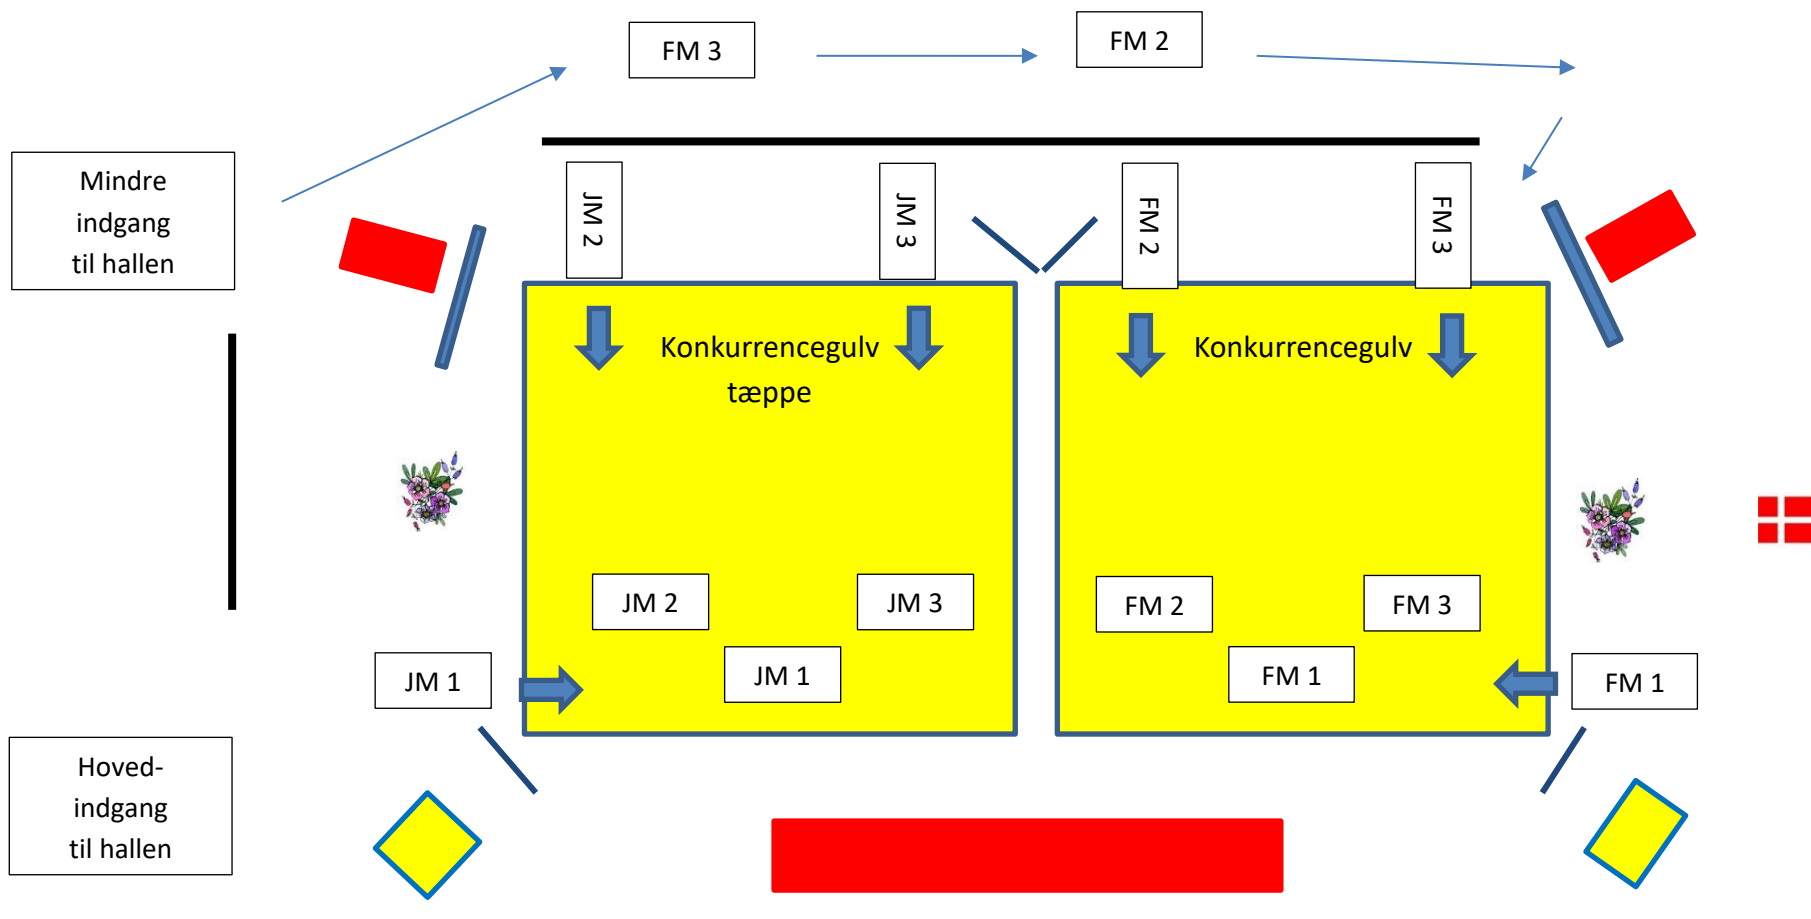 FM 3
FM 2
Mindre
indgang
til hallen
JM 2
JM 3
FM 2
FM 3
Konkurrencegulv
tæppe
Konkurrencegulv
JM 2
JM 3
FM 2
FM 3
JM 1
JM 1
FM 1
FM 1
Hoved-
indgang
til hallen